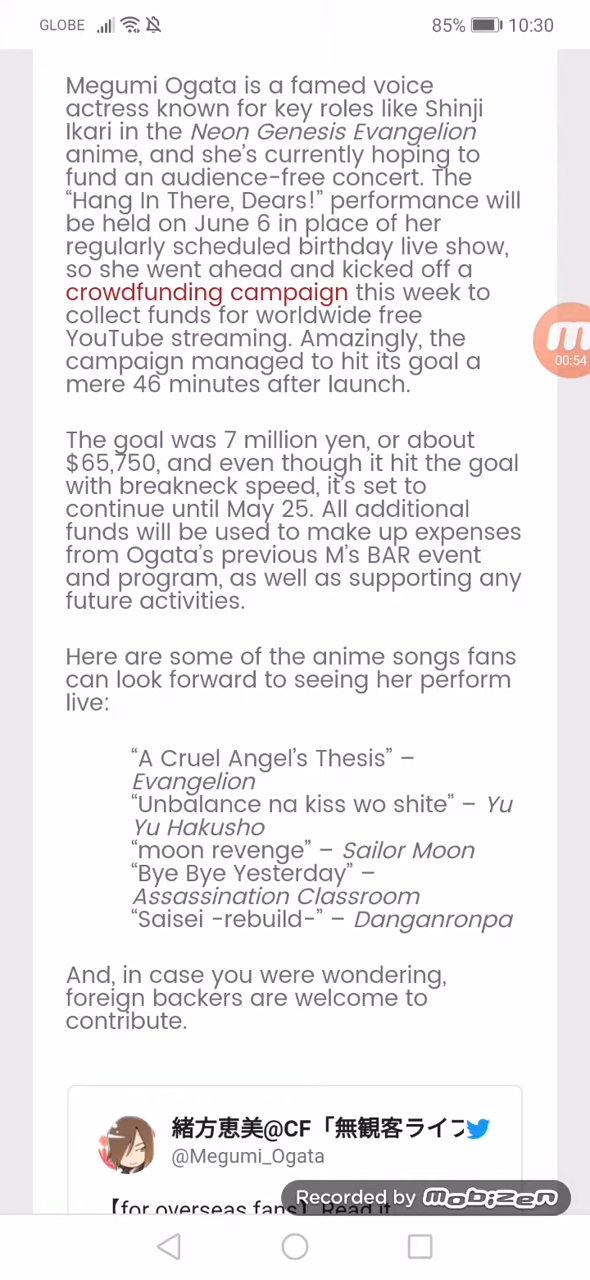 GLOBE 85% 10:30
Megumi Ogata is a famed voice
actress known for key roles like Shinji
Ikari in the Neon Genesis Evangelion
anime, and she's currently hoping to
fund an audience-free concert. The
“Hang In There, Dears!” performance will
be held on June 6 in place of her
regularly scheduled birthday live show,
so she went ahead and kicked off a
crowdfunding campaign this week to
collect funds for worldwide free
YouTube streaming. Amazingly, the
campaign managed to hit its goal a
mere 46 minutes after launch.
00:54
The goal was 7 million yen, or about
$65,750, and even though it hit the goal
with breakneck speed, it's set to
continue until May 25. All additional
funds will be used to make up expenses
from Ogata's previous M's BAR event
and program, as well as supporting any
future activities.
Here are some of the anime songs fans
can look forward to seeing her perform
live:
“A Cruel Angel's Thesis” –
Evangelion
“Unbalance na kiss wo shite” – Yu
Yu Hakusho
“moon revenge” – Sailor Moon
“Bye Bye Yesterday” –
Assassination Classroom
“Saisei -rebuild-” – Danganronpa
And, in case you were wondering,
foreign backers are welcome to
contribute.
緒方恵美@CF「無観客ライブ
@Megumi_Ogata
【for overseas fans】Read it
Recorded by mobizen